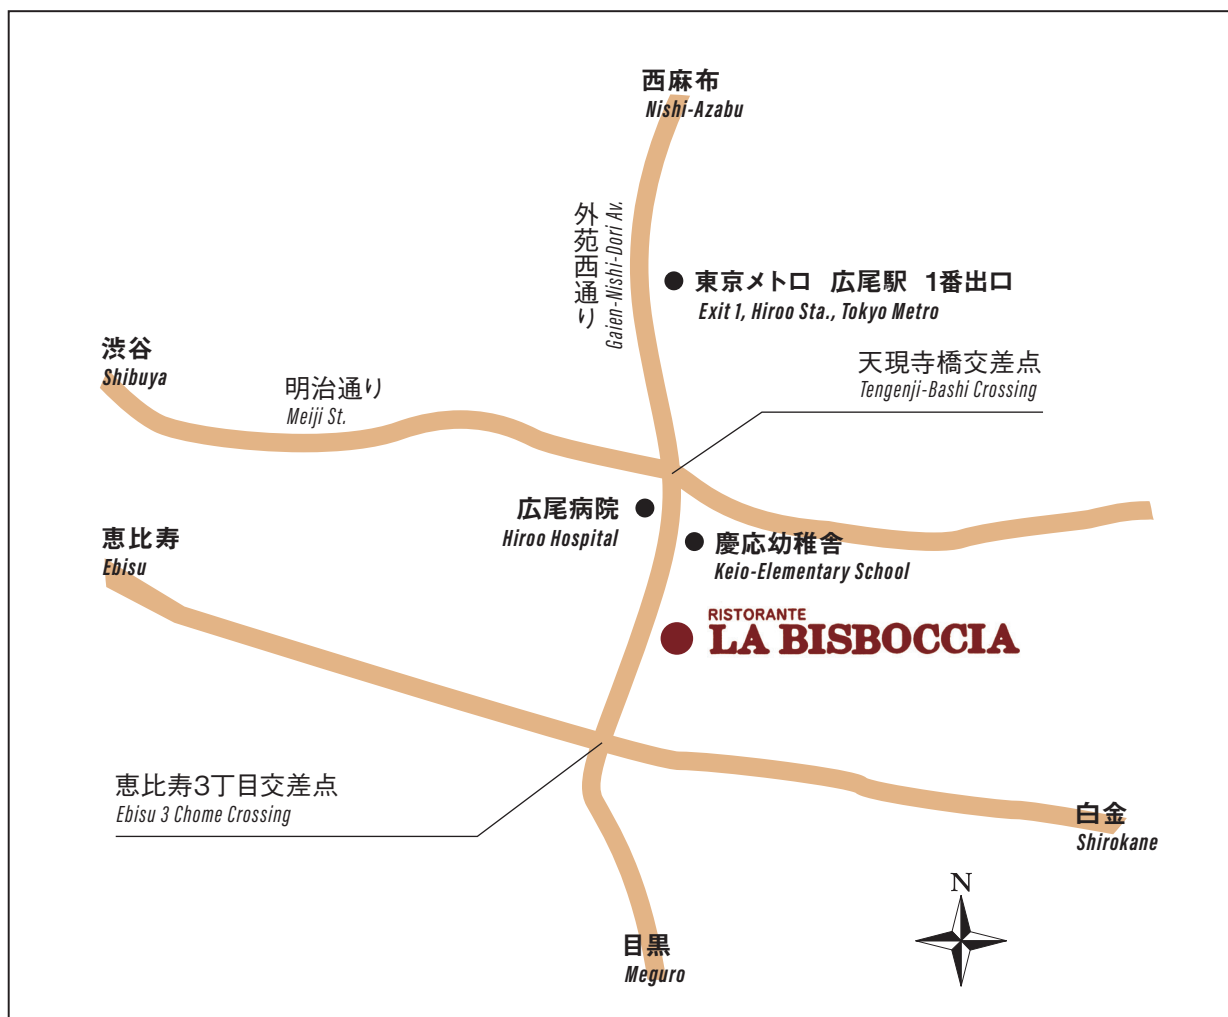 西麻布
Nishi-Azabu
外苑西通り
Gaien-Nishi-Dori Av.
東京メトロ 広尾駅 1番出口
Exit 1, Hiroo Sta., Tokyo Metro
渋谷
Shibuya
明治通り
Meiji St.
天現寺橋交差点
Tengenji-Bashi Crossing
広尾病院
Hiroo Hospital
恵比寿
Ebisu
慶応幼稚舎
Keio-Elementary School
RISTORANTE
LA BISBOCCIA
恵比寿3丁目交差点
Ebisu 3 Chome Crossing
白金
Shirokane
N
目黒
Meguro